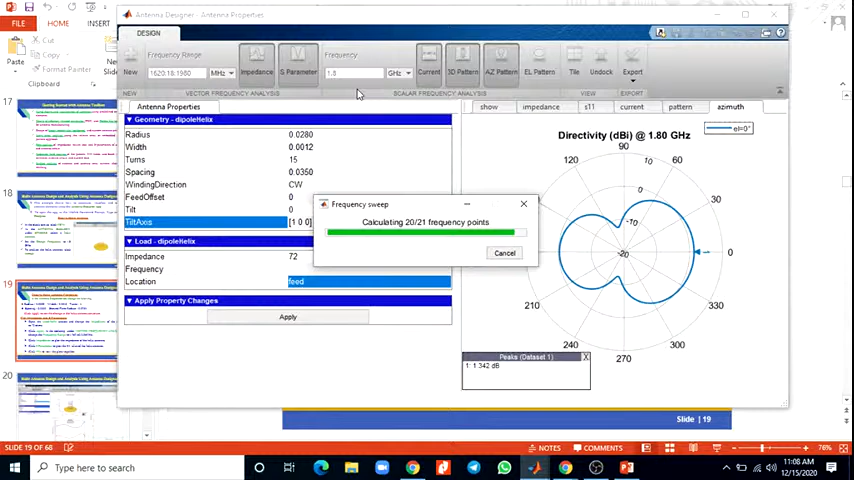 Antenna Designer - Antenna Properties
FILE
HOME
INSERT
DESIGN
Cut
Copy
Format Painter
Paste
Clipboard
New
Frequency Range
1620:18:1980
MHz
Impedance
S Parameter
Frequency
1.8
GHz
Current
3D Pattern
AZ Pattern
EL Pattern
Tile
Undock
Export
NEW
VECTOR FREQUENCY ANALYSIS
SCALAR FREQUENCY ANALYSIS
VIEW
EXPORT
Antenna Properties
show
impedance
s11
current
pattern
azimuth
Geometry - dipoleHelix
Radius 0.0280
Width 0.0012
Turns 15
Spacing 0.0350
WindingDirection CW
FeedOffset 0
Tilt 0
TiltAxis [1 0 0]
Load - dipoleHelix
Impedance 72
Frequency
Location feed
Apply Property Changes
Apply
Frequency sweep
Calculating 20/21 frequency points
Cancel
Directivity (dBi) @ 1.80 GHz
el=0°
90
120
60
10
30
0
-20
0
210
330
240
300
270
Peaks (Dataset 1)
X
1: 1.342 dB
17
18
19
20
Slide | 19
SLIDE 19 OF 68
NOTES
COMMENTS
76%
Type here to search
11:08 AM
12/15/2020